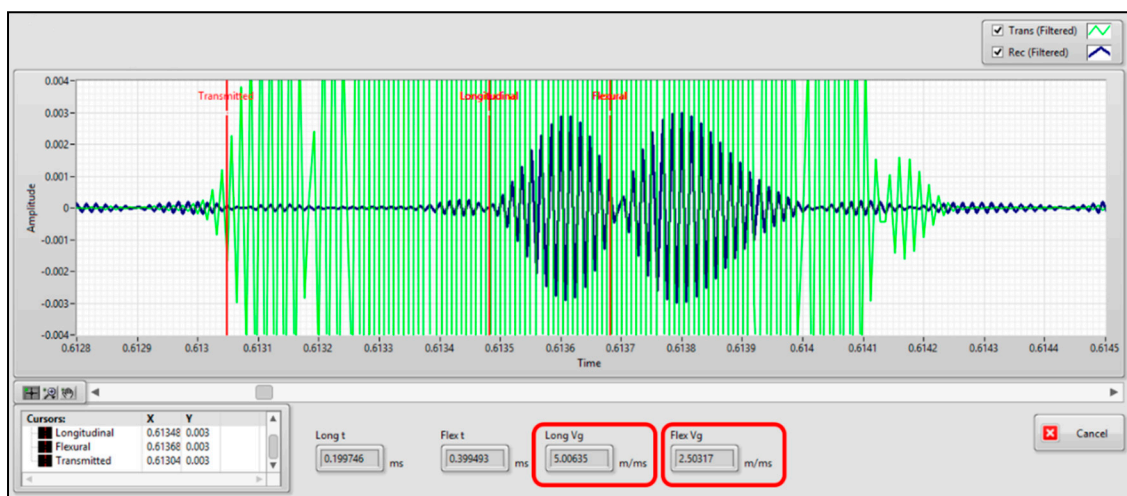 Trans (Filtered)
Rec (Filtered)
Amplitude
0.004
0.003
0.002
0.001
0
-0.001
-0.002
-0.003
-0.004
Transmitted Longitudinal Flexural
0.6128 0.6129 0.613 0.6131 0.6132 0.6133 0.6134 0.6135 0.6136 0.6137 0.6138 0.6139 0.614 0.6141 0.6142 0.6143 0.6144 0.6145
Time
Cursors: X Y
Longitudinal 0.61348 0.003
Flexural 0.61368 0.003
Transmitted 0.61304 0.003
Long t
0.199746 ms
Flex t
0.399493 ms
Long Vg
5.00635 m/ms
Flex Vg
2.50317 m/ms
Cancel